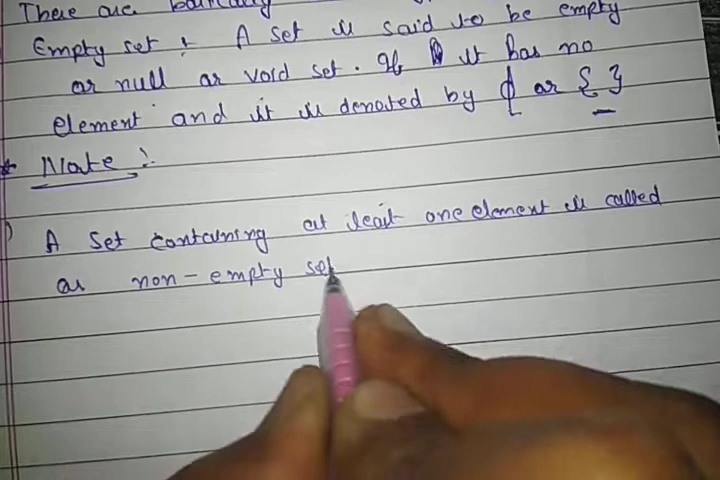 There are basically
Empty set : A set is said to be empty
or null or void set. If it has no
element and it is denoted by ϕ or { }
* Note :
) A set containing at least one element is called
as non-empty set